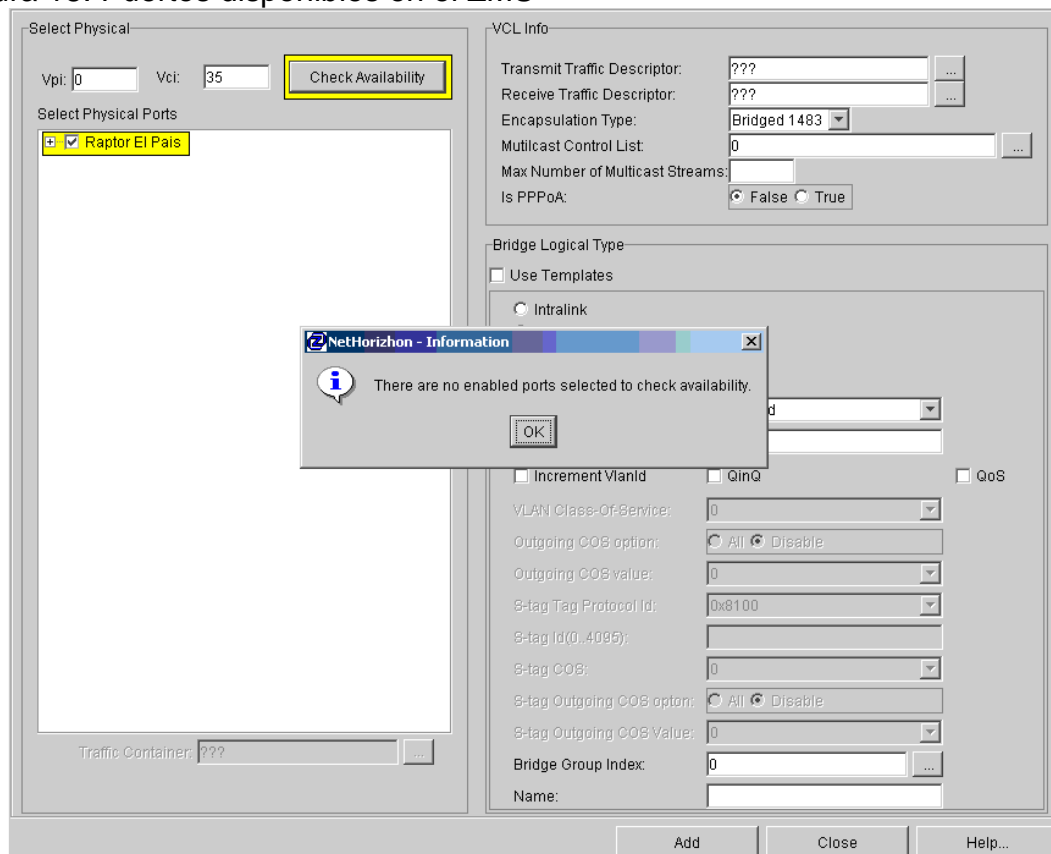 Puertos disponibles en el EMS
Select Physical
Vpi: 0 Vci: 35 Check Availability
Select Physical Ports
Raptor El Pais
Traffic Container: ??? ...
VCL Info
Transmit Traffic Descriptor: ??? ...
Receive Traffic Descriptor: ??? ...
Encapsulation Type: Bridged 1483
Mutilcast Control List: 0 ...
Max Number of Multicast Streams:
Is PPPoA: False True
Bridge Logical Type
Use Templates
Intralink
NetHorizhon - Information
There are no enabled ports selected to check availability.
OK
d
Increment VlanId QinQ QoS
VLAN Class-Of-Service: 0
Outgoing COS option: All Disable
Outgoing COS value: 0
S-tag Tag Protocol Id: 0x8100
S-tag Id(0..4095):
S-tag COS: 0
S-tag Outgoing COS opton: All Disable
S-tag Outgoing COS Value: 0
Bridge Group Index: 0 ...
Name:
Add Close Help...